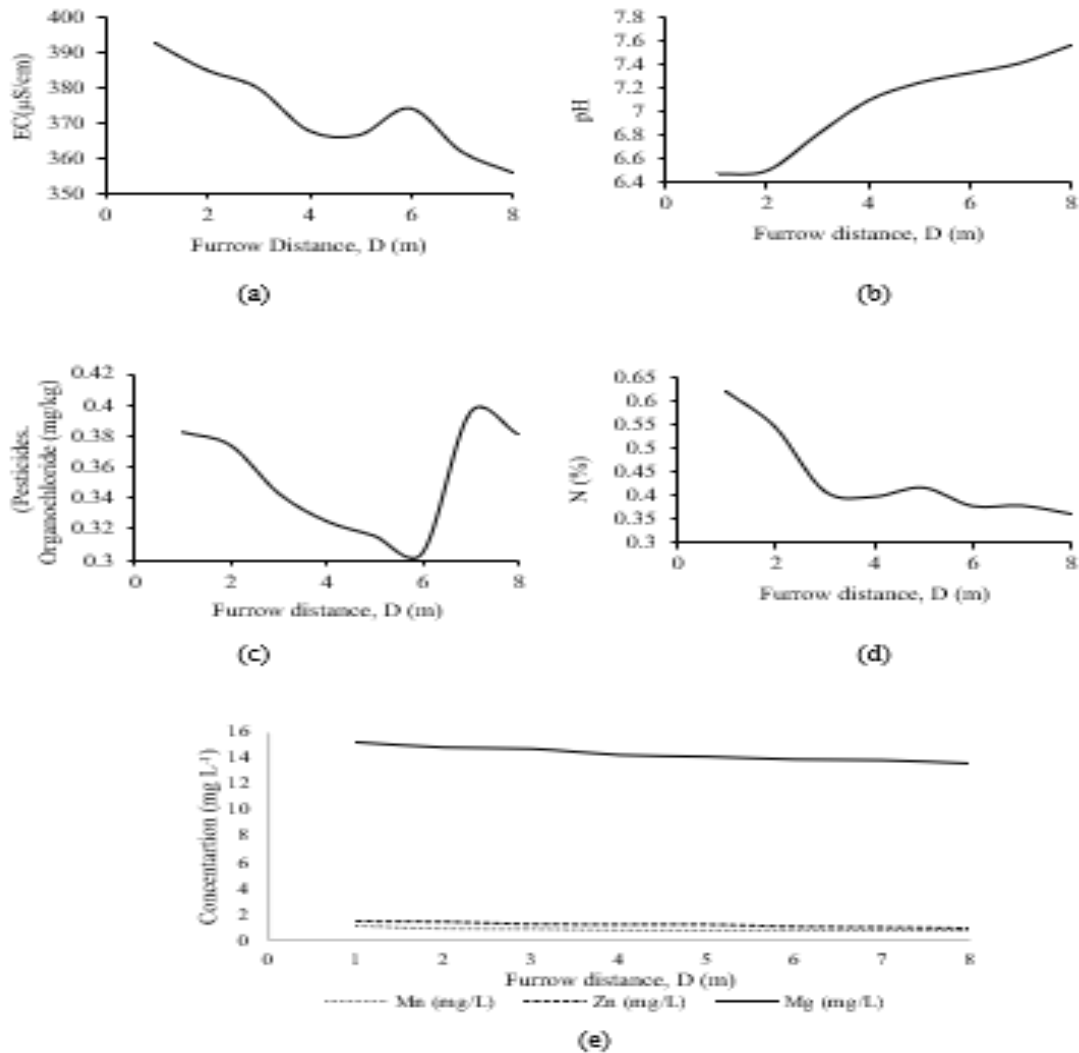 400
390
380
370
360
350
EC(µS/cm)
0 2 4 6 8
Furrow Distance, D (m)
(a)
7.6
7.4
7.2
7
6.8
6.6
6.4
pH
0 2 4 6 8
Furrow distance, D (m)
(b)
0.42
0.4
0.38
0.36
0.34
0.32
0.3
(Pesticides.
Organochloride (mg/kg)
0 2 4 6 8
Furrow distance, D (m)
(c)
0.65
0.6
0.55
0.5
0.45
0.4
0.35
0.3
N (%)
0 2 4 6 8
Furrow distance, D (m)
(d)
16
14
12
10
8
6
4
2
0
Concentartion (mg L-1)
0 1 2 3 4 5 6 7 8
Furrow distance, D (m)
Mn (mg/L) Zn (mg/L) Mg (mg/L)
(e)